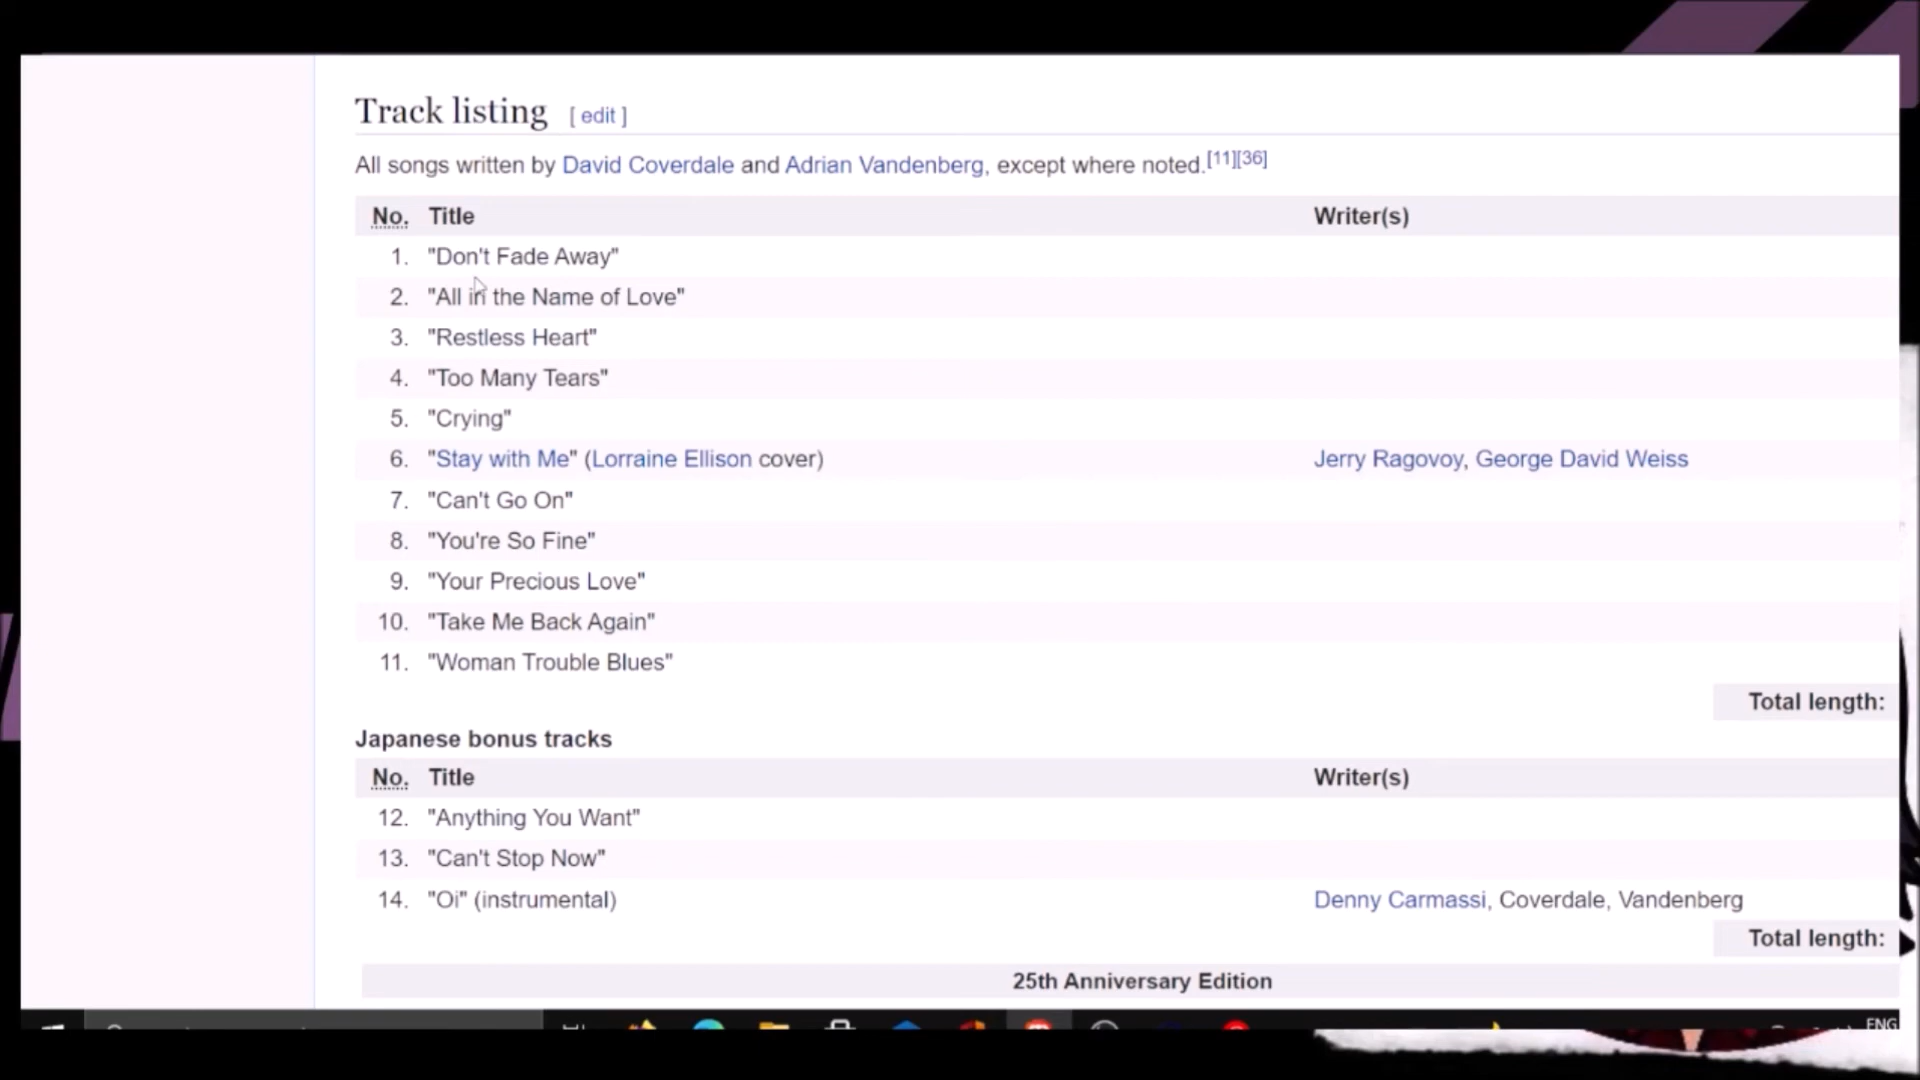 Track listing [ edit ]
All songs written by David Coverdale and Adrian Vandenberg, except where noted.[11][36]
No. Title Writer(s)
1. "Don't Fade Away"
2. "All in the Name of Love"
3. "Restless Heart"
4. "Too Many Tears"
5. "Crying"
6. "Stay with Me" (Lorraine Ellison cover) Jerry Ragovoy, George David Weiss
7. "Can't Go On"
8. "You're So Fine"
9. "Your Precious Love"
10. "Take Me Back Again"
11. "Woman Trouble Blues"
Total length:
Japanese bonus tracks
No. Title Writer(s)
12. "Anything You Want"
13. "Can't Stop Now"
14. "Oi" (instrumental) Denny Carmassi, Coverdale, Vandenberg
Total length:
25th Anniversary Edition
ENG